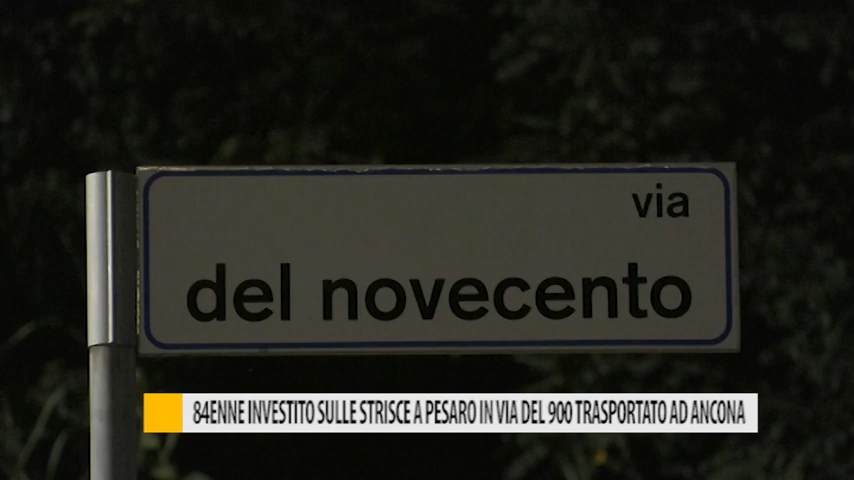 via
del novecento
84ENNE INVESTITO SULLE STRISCE A PESARO IN VIA DEL 900 TRASPORTATO AD ANCONA